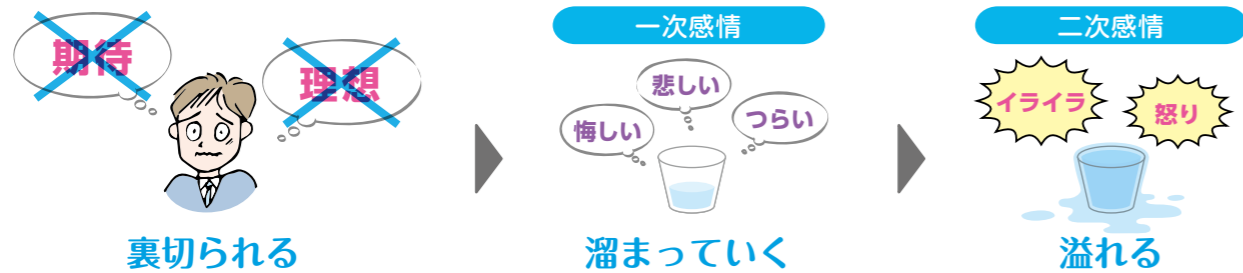 期待
理想
裏切られる
一次感情
悲しい
悔しい
つらい
溜まっていく
二次感情
イライラ
怒り
溢れる